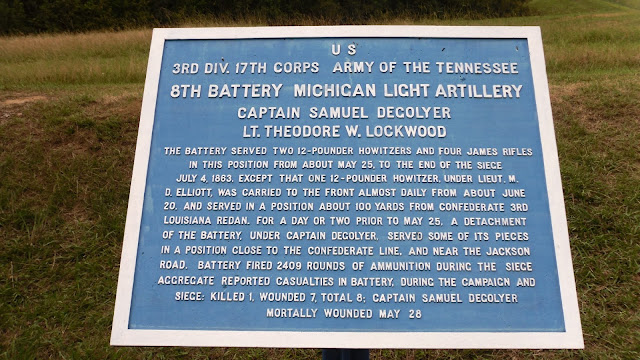 U S
3RD DIV. 17TH CORPS ARMY OF THE TENNESSEE
8TH BATTERY MICHIGAN LIGHT ARTILLERY
CAPTAIN SAMUEL DEGOLYER
LT. THEODORE W. LOCKWOOD
THE BATTERY SERVED TWO 12-POUNDER HOWITZERS AND FOUR JAMES RIFLES
IN THIS POSITION FROM ABOUT MAY 25, TO THE END OF THE SIEGE
JULY 4, 1863, EXCEPT THAT ONE 12-POUNDER HOWITZER, UNDER LIEUT. M.
D. ELLIOTT, WAS CARRIED TO THE FRONT ALMOST DAILY FROM ABOUT JUNE
20, AND SERVED IN A POSITION ABOUT 100 YARDS FROM CONFEDERATE 3RD
LOUISIANA REDAN. FOR A DAY OR TWO PRIOR TO MAY 25, A DETACHMENT
OF THE BATTERY, UNDER CAPTAIN DEGOLYER, SERVED SOME OF ITS PIECES
IN A POSITION CLOSE TO THE CONFEDERATE LINE, AND NEAR THE JACKSON
ROAD. BATTERY FIRED 2409 ROUNDS OF AMMUNITION DURING THE SIEGE
AGGREGATE REPORTED CASUALTIES IN BATTERY, DURING THE CAMPAIGN AND
SIEGE: KILLED 1, WOUNDED 7, TOTAL 8; CAPTAIN SAMUEL DEGOLYER
MORTALLY WOUNDED MAY 28